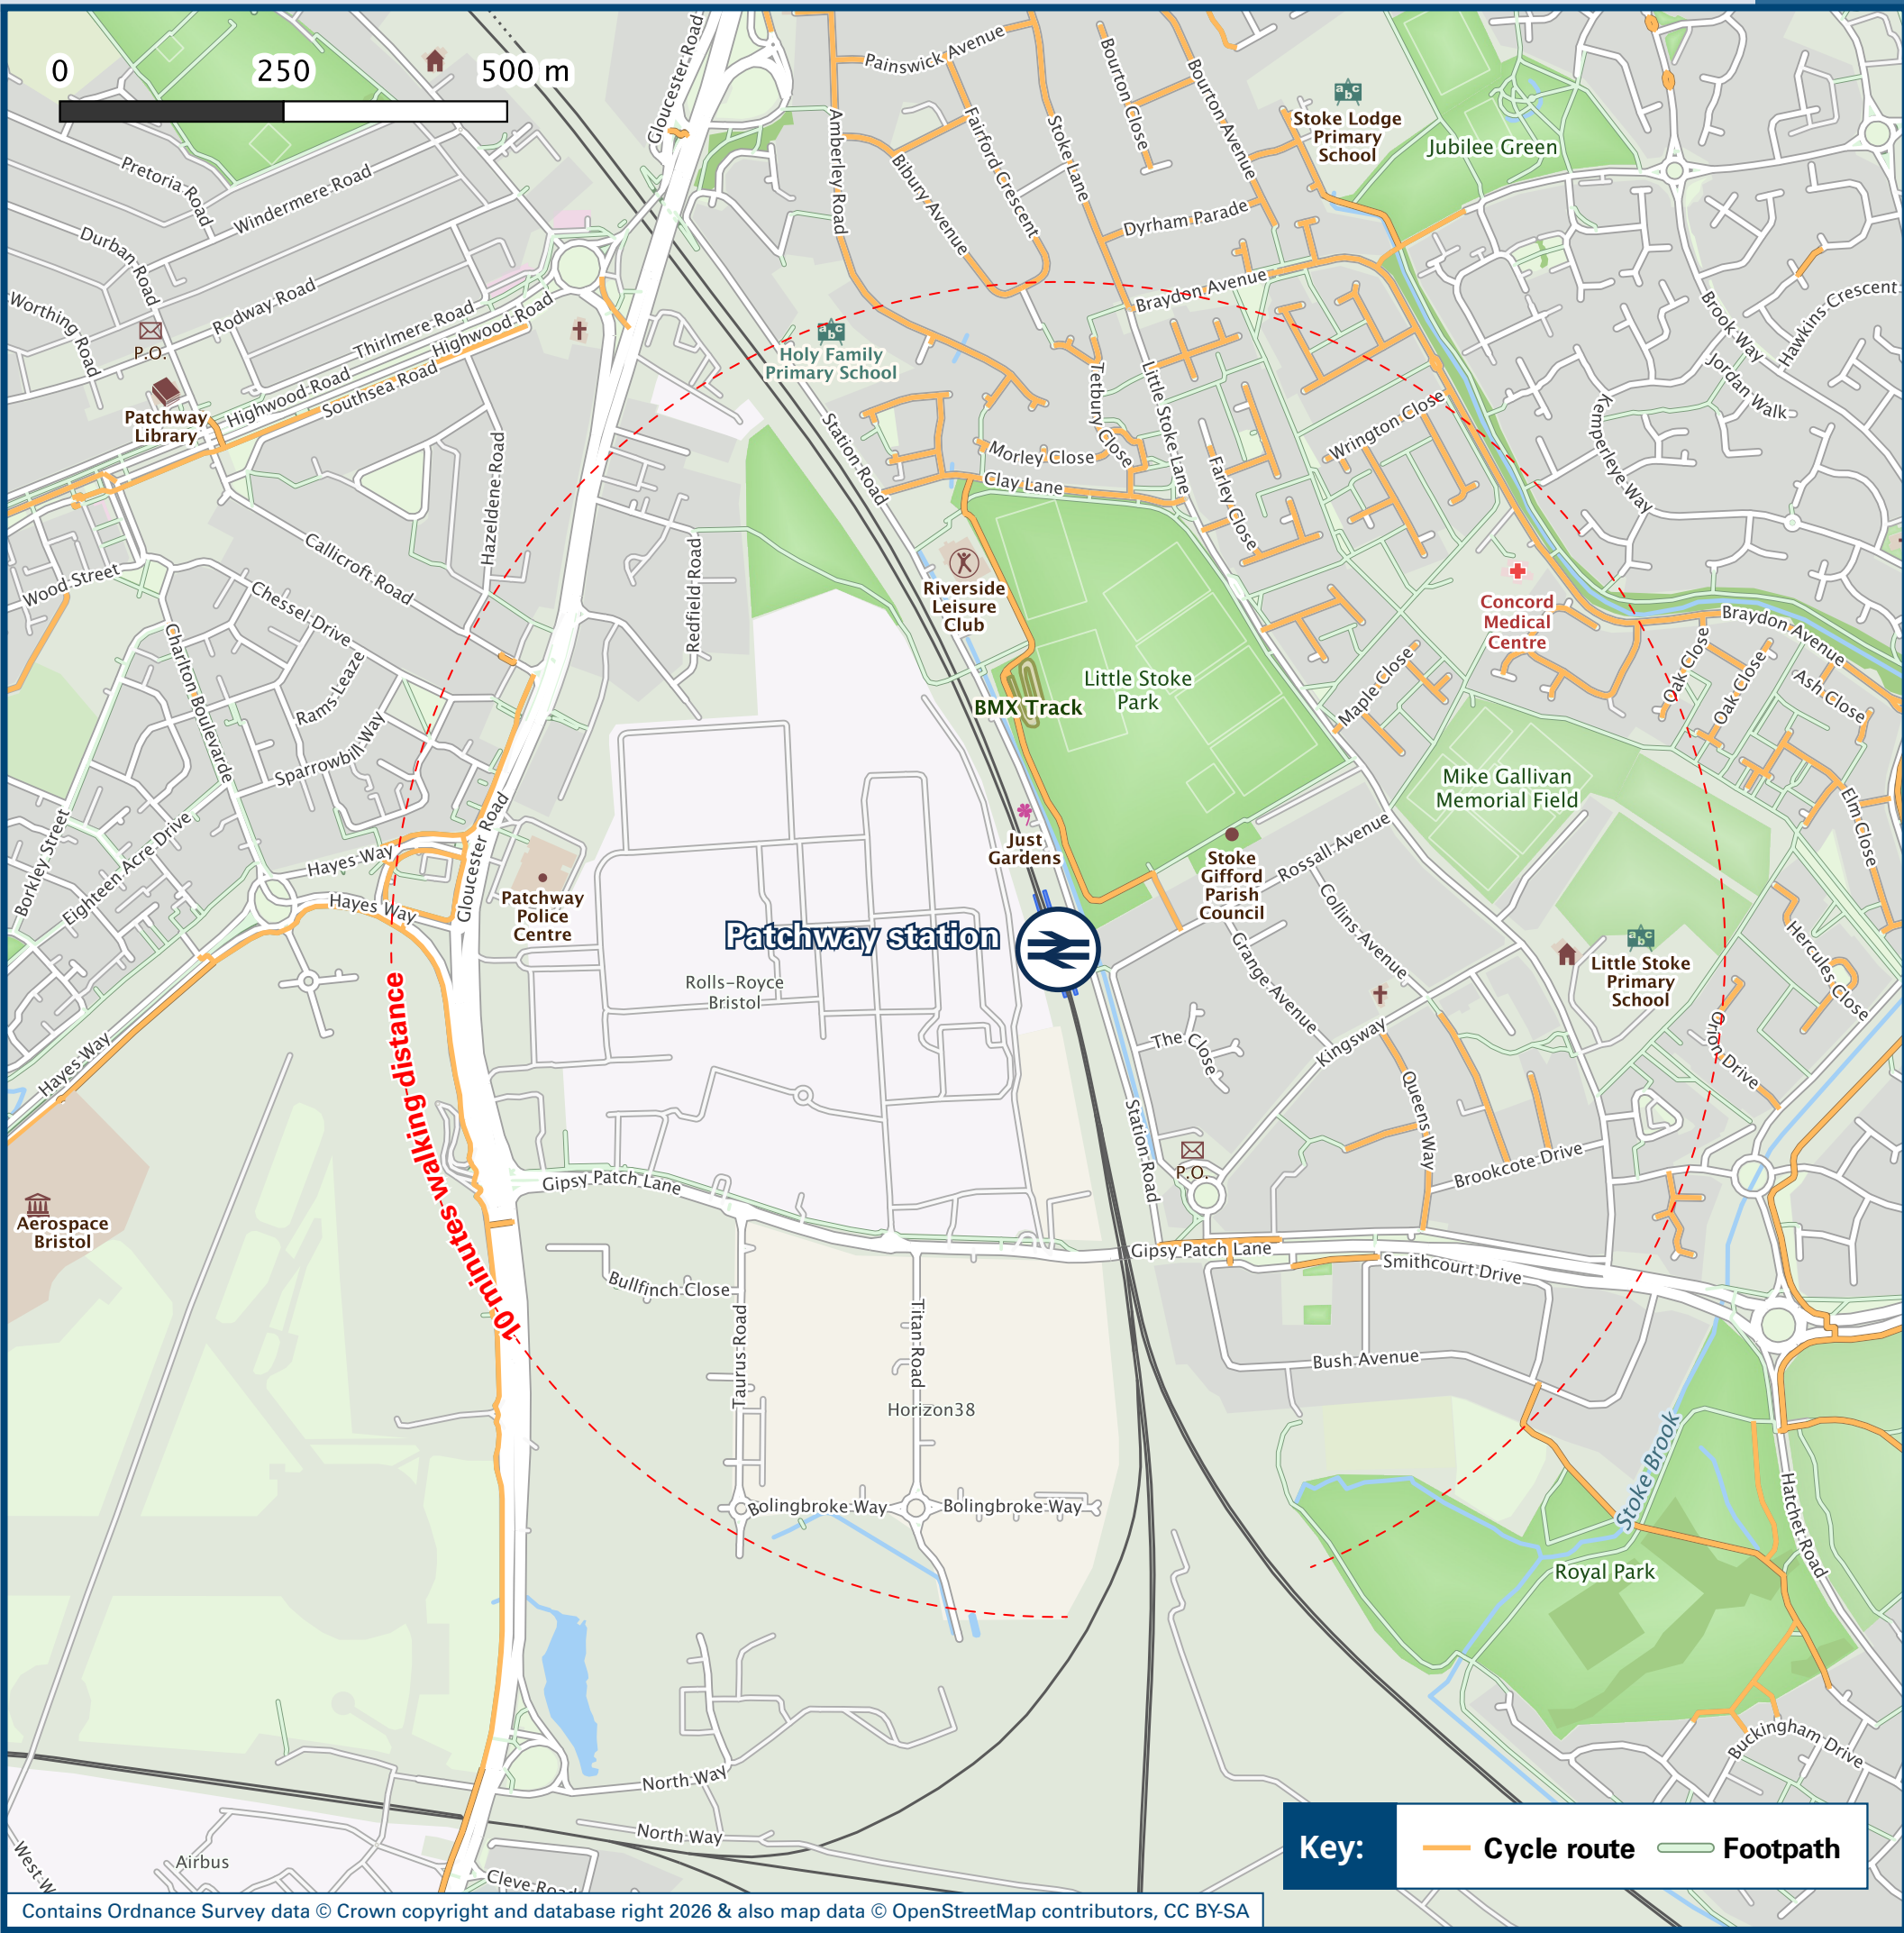 0 250 500 m
Gloucester Road
Painswick Avenue
Bourton Close
Bourton Avenue
Stoke Lodge
Primary
School
Jubilee Green
Pretoria Road
Windermere Road
Amberley Road
Bibury Avenue
Fairford Crescent
Stoke Lane
Dyrham Parade
Durban Road
Worthing Road
Rodway Road
Thirlmere Road
Highwood Road
Braydon Avenue
Brook Way
Hawkins Crescent
P.O.
Holy Family
Primary School
Jordan Walk
Patchway
Library
Highwood Road
Southsea Road
Station Road
Tetbury Close
Little Stoke Lane
Wrington Close
Kemperleye Way
Hazeldene Road
Morley Close
Clay Lane
Farley Close
Callicroft Road
Redfield Road
Wood Street
Chessel Drive
Riverside
Leisure
Club
Concord
Medical
Centre
Braydon Avenue
Charlton Boulevarde
Rams Leaze
Sparrowbill Way
BMX Track
Little Stoke
Park
Maple Close
Oak Close
Oak Close
Ash Close
Mike Gallivan
Memorial Field
Elm Close
Borkley Street
Eighteen Acre Drive
Hayes Way
Gloucester Road
Just
Gardens
Stoke
Gifford
Parish
Council
Rossall Avenue
Collins Avenue
Hayes Way
Patchway
Police
Centre
Patchway station
Grange Avenue
Little Stoke
Primary
School
Hercules Close
Rolls-Royce
Bristol
Hayes Way
The Close
Kingsway
Orion Drive
Queens Way
10 minutes walking distance
Station Road
P.O.
Brookcote Drive
Gipsy Patch Lane
Aerospace
Bristol
Gipsy Patch Lane
Smithcourt Drive
Bullfinch Close
Taurus Road
Titan Road
Bush Avenue
Horizon38
Stoke Brook
Bolingbroke Way
Bolingbroke Way
Hatchet Road
Royal Park
North Way
Buckingham Drive
North Way
Airbus
West W
Cleve Road
Key:
Cycle route
Footpath
Contains Ordnance Survey data © Crown copyright and database right 2026 & also map data © OpenStreetMap contributors, CC BY-SA